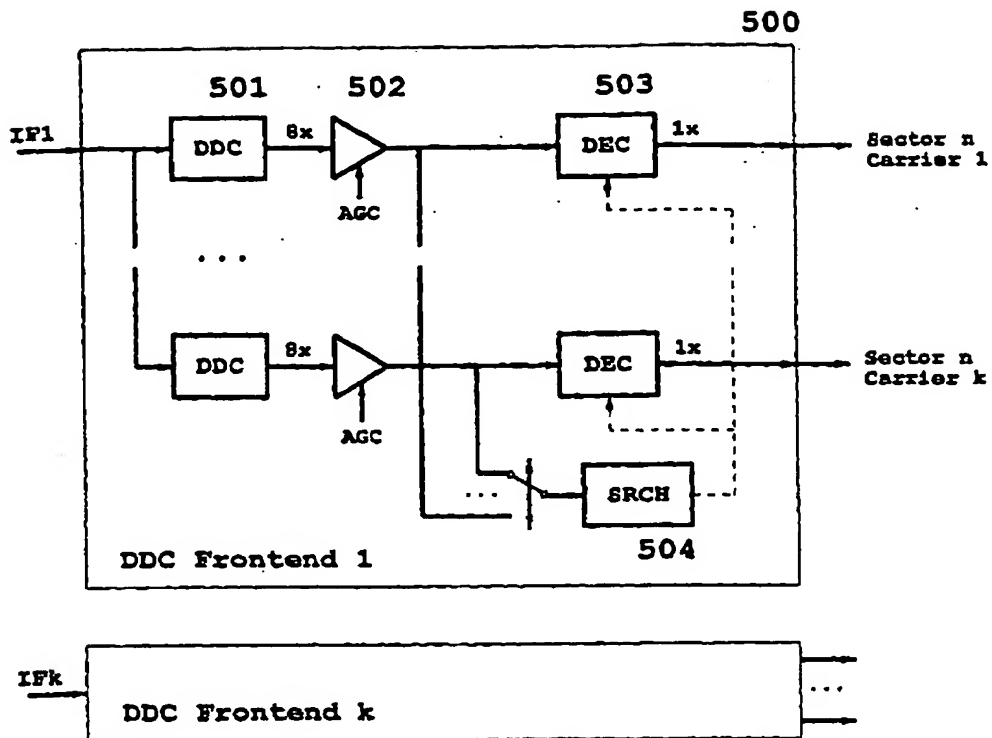 500
501 502 503
IF1 DDC 8x DEC 1x Sector n
Carrier 1
AGC
...
DDC 8x DEC 1x Sector n
Carrier k
AGC
... SRCH
504
DDC Frontend 1
IFk ...
DDC Frontend k